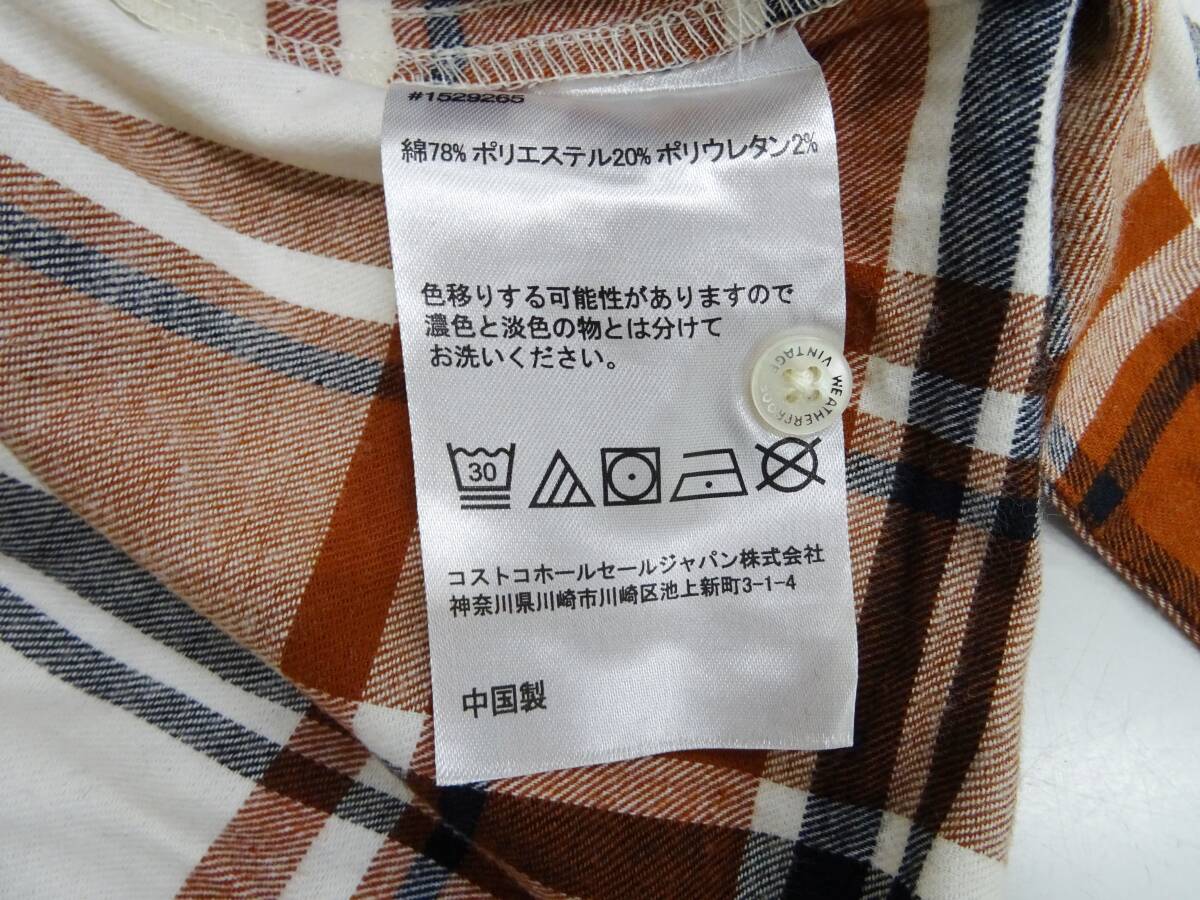 #1529265
綿78% ポリエステル20% ポリウレタン2%
色移りする可能性がありますので
濃色と淡色の物とは分けて
お洗いください。
WEATHERPROOF
VINTAGE
30
コストコホールセールジャパン株式会社
神奈川県川崎市川崎区池上新町3-1-4
中国製